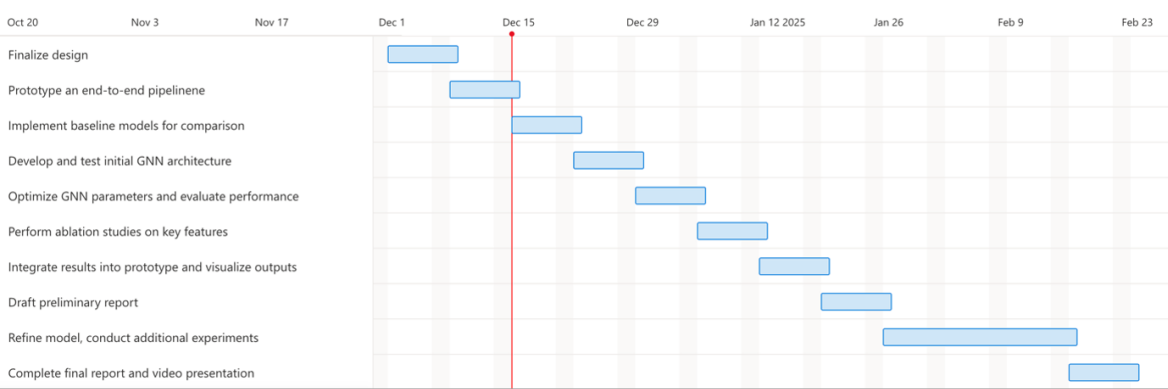 Oct 20 Nov 3 Nov 17 Dec 1 Dec 15 Dec 29 Jan 12 2025 Jan 26 Feb 9 Feb 23
Finalize design
Prototype an end-to-end pipelinene
Implement baseline models for comparison
Develop and test initial GNN architecture
Optimize GNN parameters and evaluate performance
Perform ablation studies on key features
Integrate results into prototype and visualize outputs
Draft preliminary report
Refine model, conduct additional experiments
Complete final report and video presentation